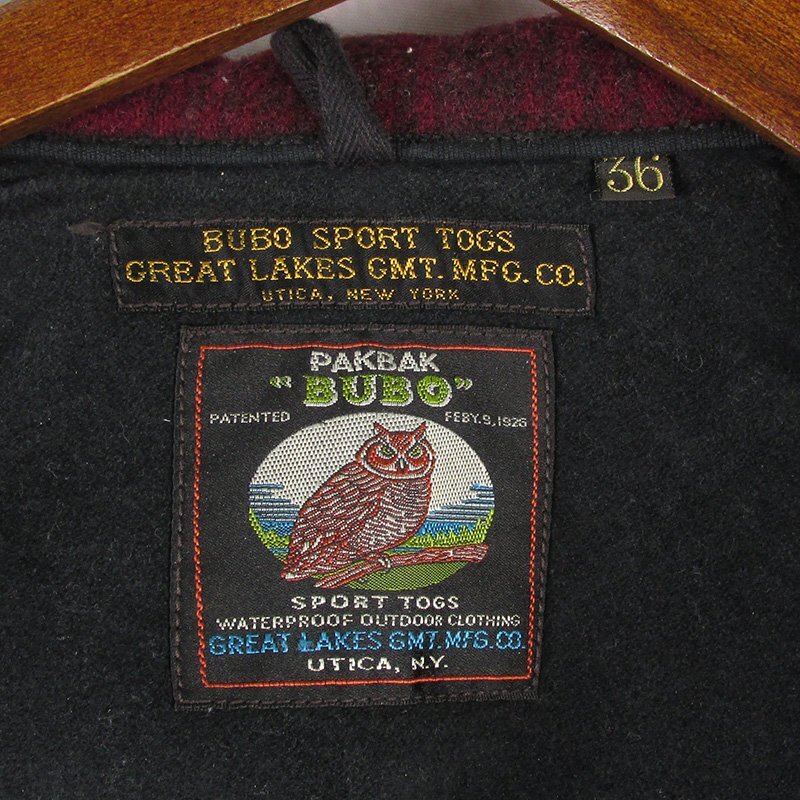 36
BUBO SPORT TOGS
GREAT LAKES GMT. MFG. CO.
UTICA, NEW YORK
PAKBAK
"BUBO"
PATENTED FEBY. 9, 1926
SPORT TOGS
WATERPROOF OUTDOOR CLOTHING
GREAT LAKES GMT. MFG. CO.
UTICA, N.Y.